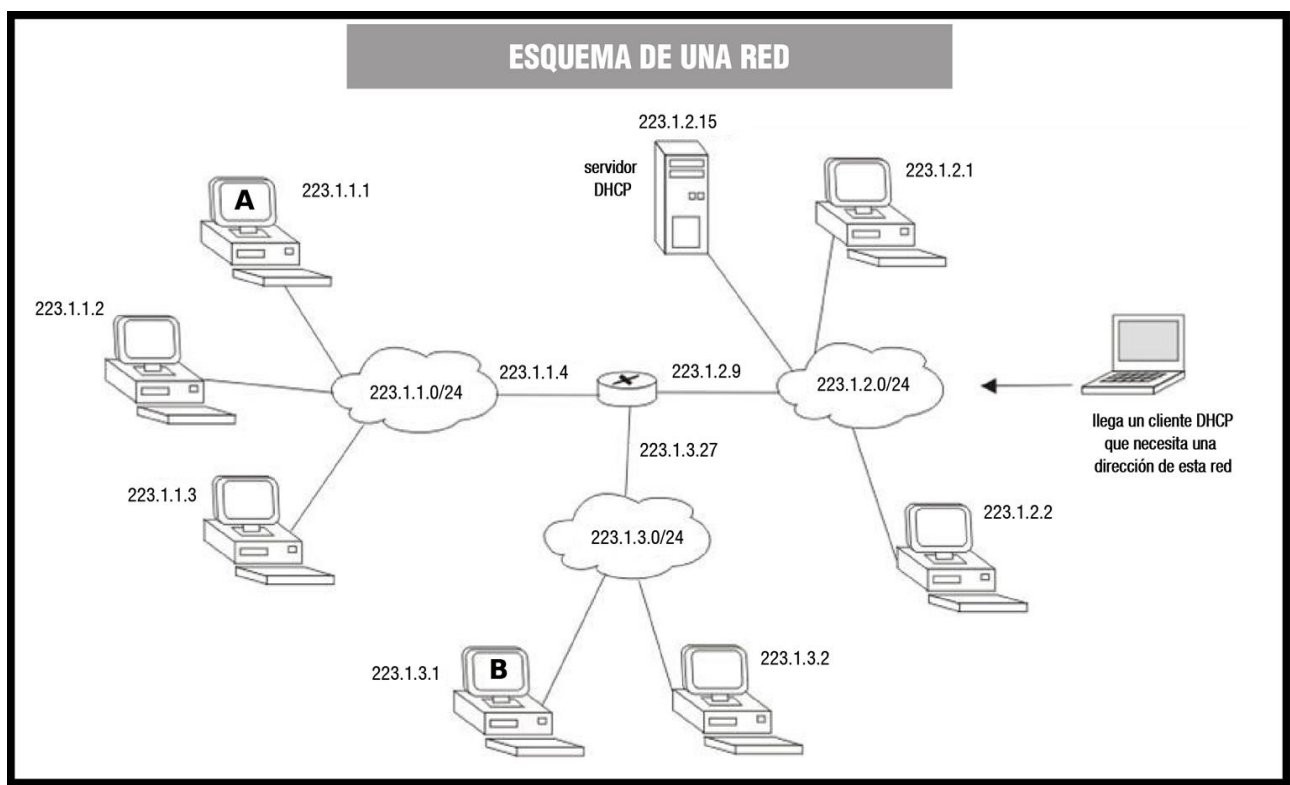 ESQUEMA DE UNA RED
223.1.2.15
servidor
DHCP
223.1.2.1
A
223.1.1.1
223.1.1.2
223.1.1.0/24
223.1.1.4
223.1.2.9
223.1.2.0/24
llega un cliente DHCP
que necesita una
dirección de esta red
223.1.3.27
223.1.1.3
223.1.3.0/24
223.1.2.2
223.1.3.1
B
223.1.3.2